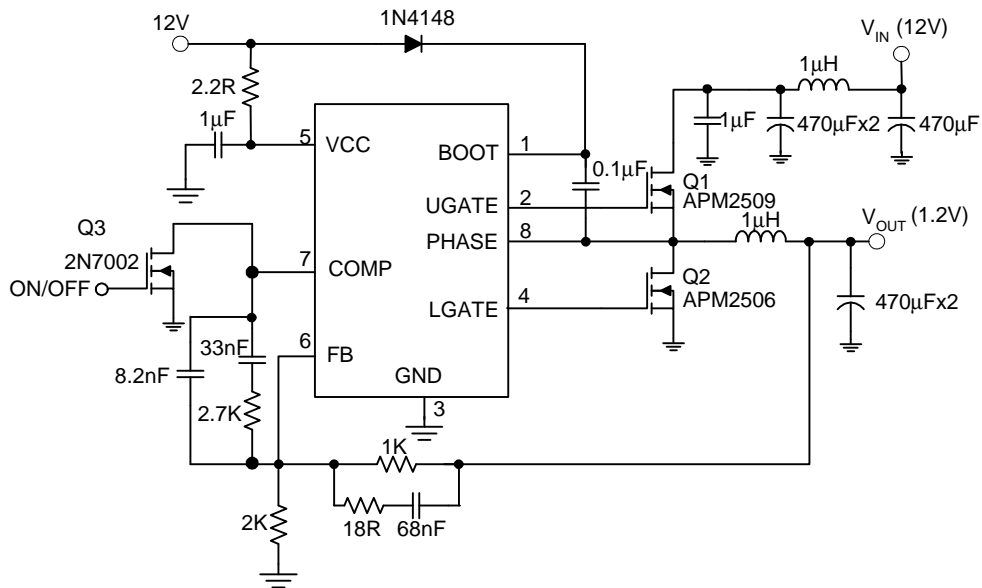 12V
1N4148
V_IN (12V)
1μH
2.2R
1μF
5
VCC
BOOT
1
1μF
470μFx2
470μF
0.1μF
UGATE
2
Q1
APM2509
PHASE
8
1μH
V_OUT (1.2V)
Q3
2N7002
7
COMP
ON/OFF
Q2
APM2506
LGATE
4
470μFx2
6
FB
33nF
8.2nF
GND
3
2.7K
1K
2K
18R
68nF